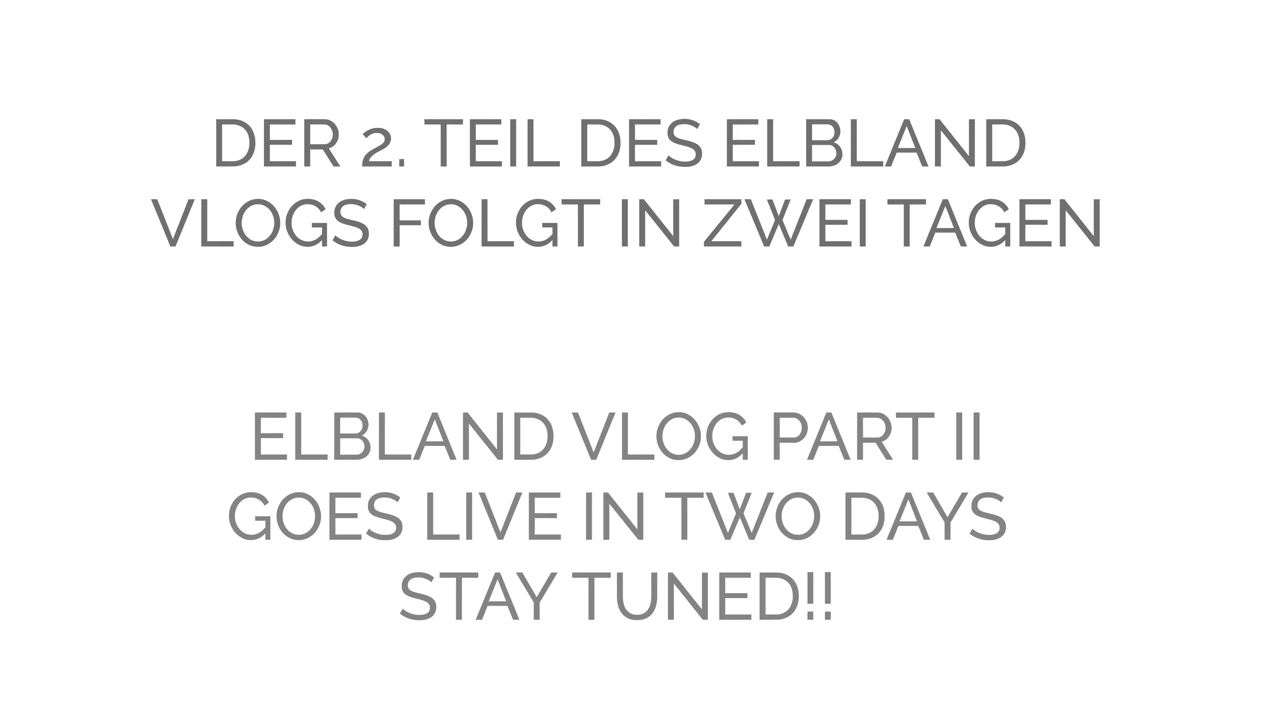 DER 2. TEIL DES ELBLAND
VLOGS FOLGT IN ZWEI TAGEN
ELBLAND VLOG PART II
GOES LIVE IN TWO DAYS
STAY TUNED!!